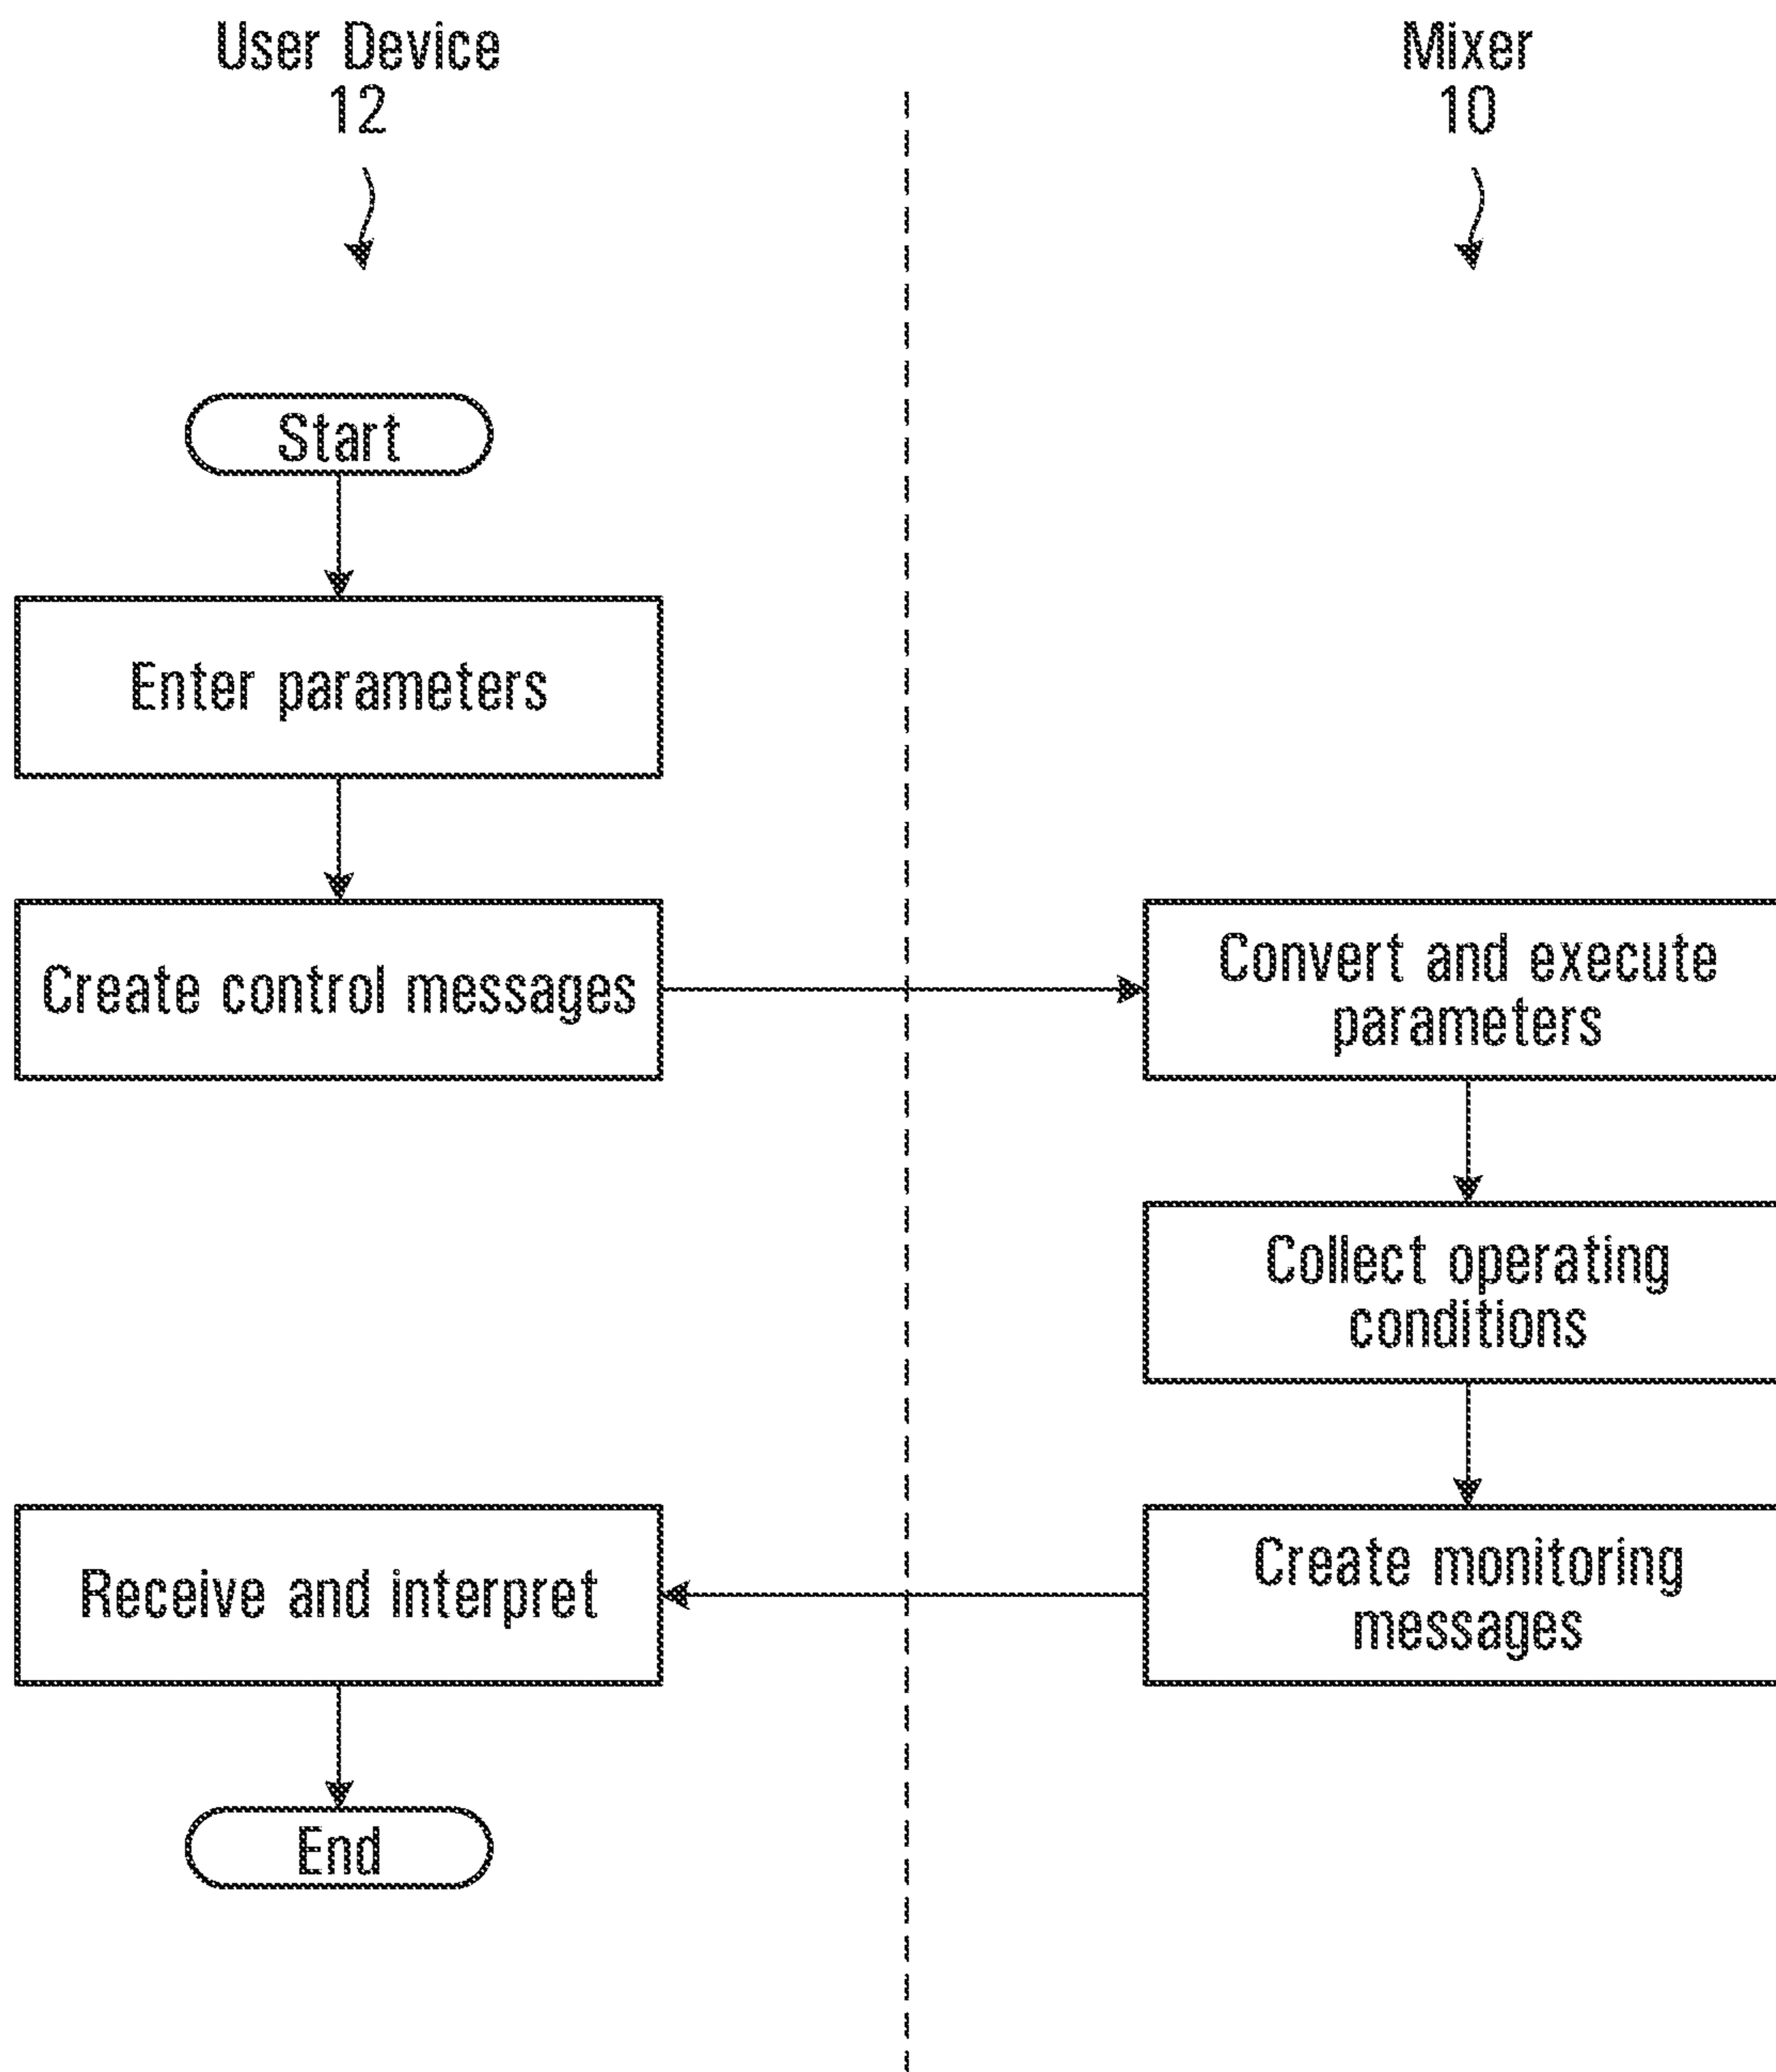 User Device
12
Mixer
10
Start
Enter parameters
Create control messages
Convert and execute
parameters
Collect operating
conditions
Create monitoring
messages
Receive and interpret
End